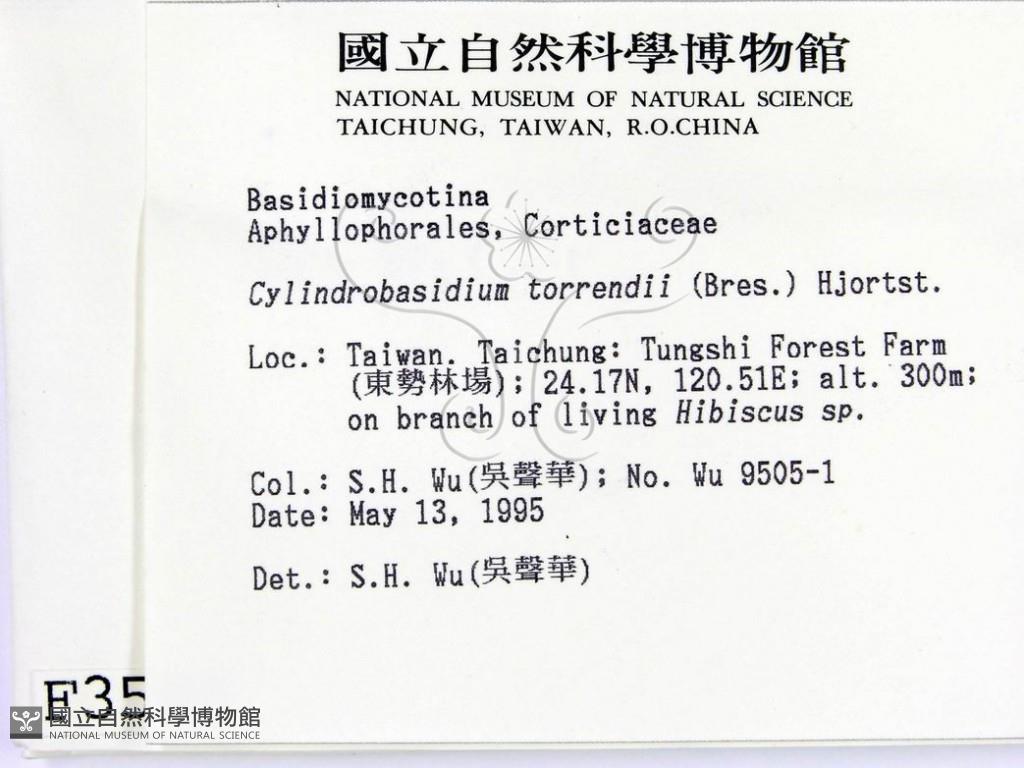 國立自然科學博物館
NATIONAL MUSEUM OF NATURAL SCIENCE
TAICHUNG, TAIWAN, R.O.CHINA
Basidiomycotina
Aphyllophorales, Corticiaceae
Cylindrobasidium torrendii (Bres.) Hjortst.
Loc.: Taiwan. Taichung: Tungshi Forest Farm
(東勢林場); 24.17N, 120.51E; alt. 300m;
on branch of living Hibiscus sp.
Col.: S.H. Wu(吳聲華); No. Wu 9505-1
Date: May 13, 1995
Det.: S.H. Wu(吳聲華)
F35
國立自然科學博物館
NATIONAL MUSEUM OF NATURAL SCIENCE